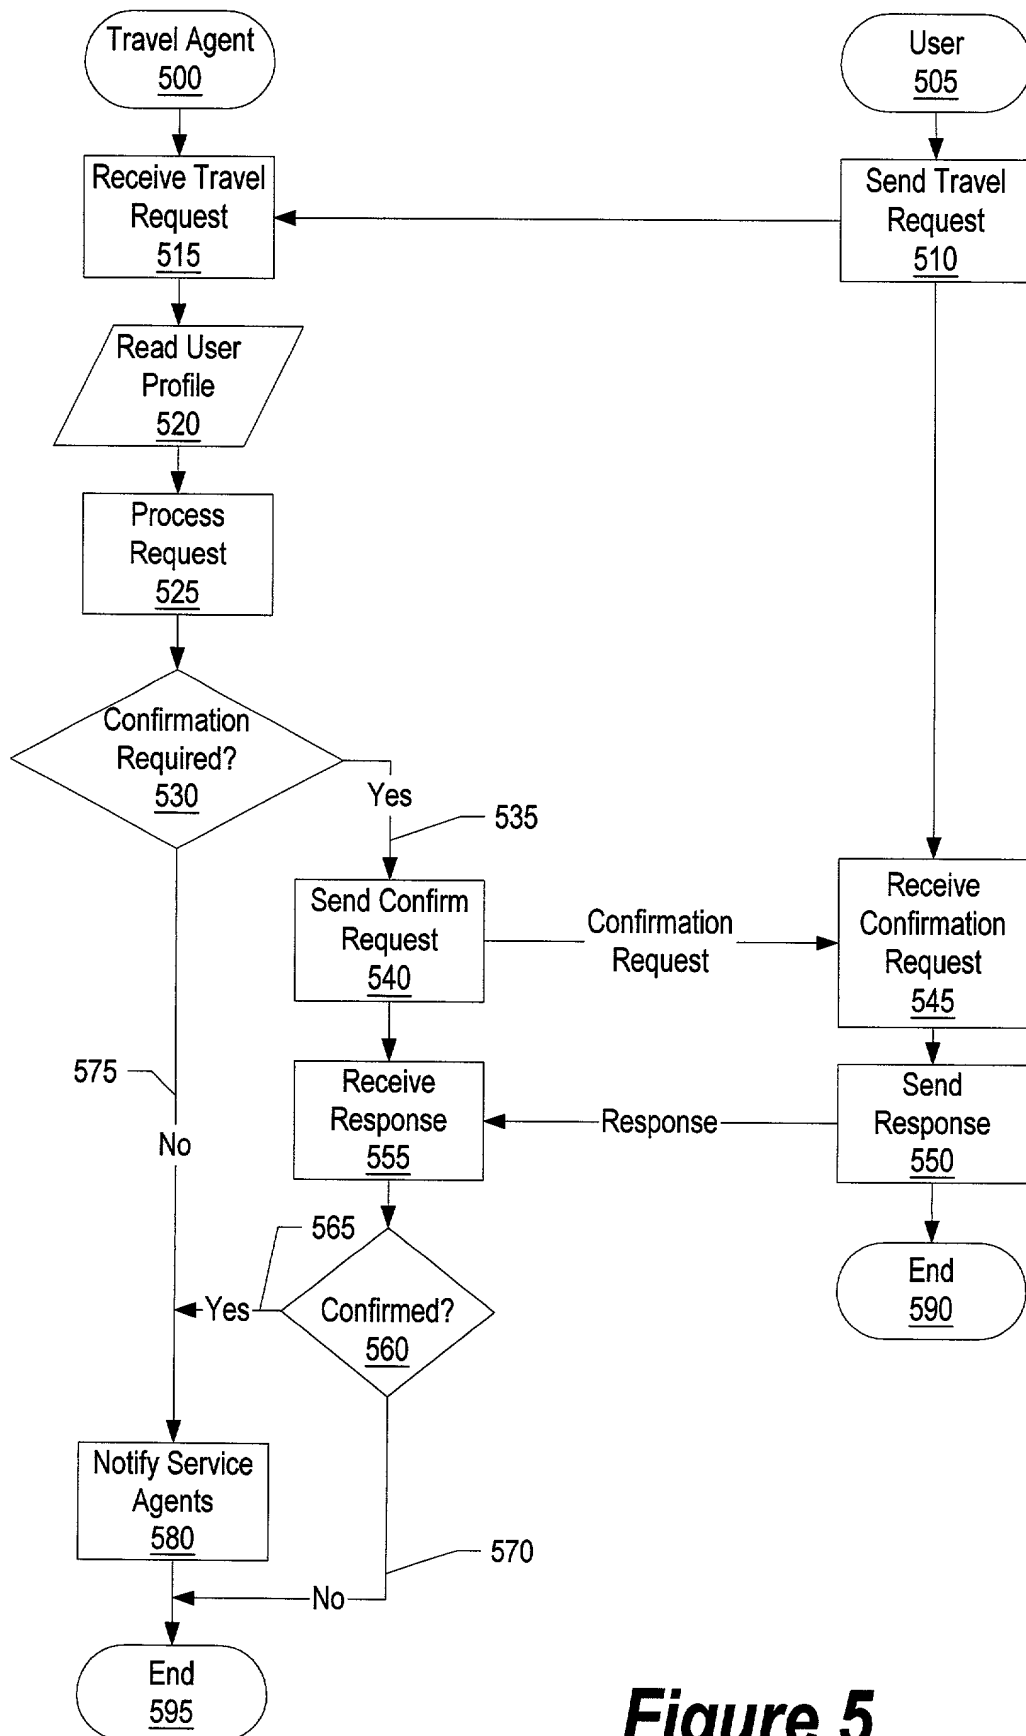 Travel Agent
500
User
505
Receive Travel
Request
515
Send Travel
Request
510
Read User
Profile
520
Process
Request
525
Confirmation
Required?
530
Yes
535
Send Confirm
Request
540
Confirmation
Request
Receive
Confirmation
Request
545
575
No
Receive
Response
555
Response
Send
Response
550
565
Yes
Confirmed?
560
End
590
Notify Service
Agents
580
570
No
End
595
Figure 5